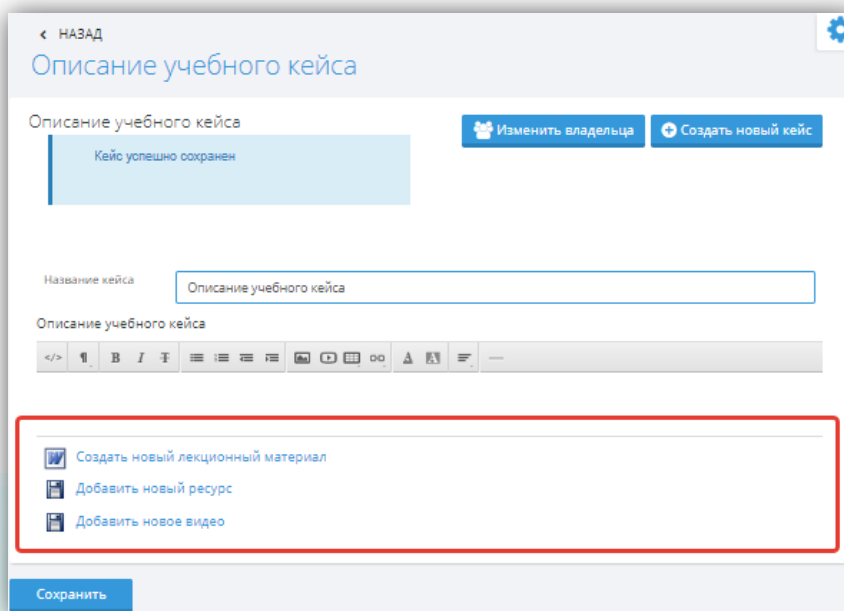 НАЗАД
Описание учебного кейса
Описание учебного кейса
Изменить владельца
Создать новый кейс
Кейс успешно сохранен
Название кейса
Описание учебного кейса
Описание учебного кейса
Создать новый лекционный материал
Добавить новый ресурс
Добавить новое видео
Сохранить